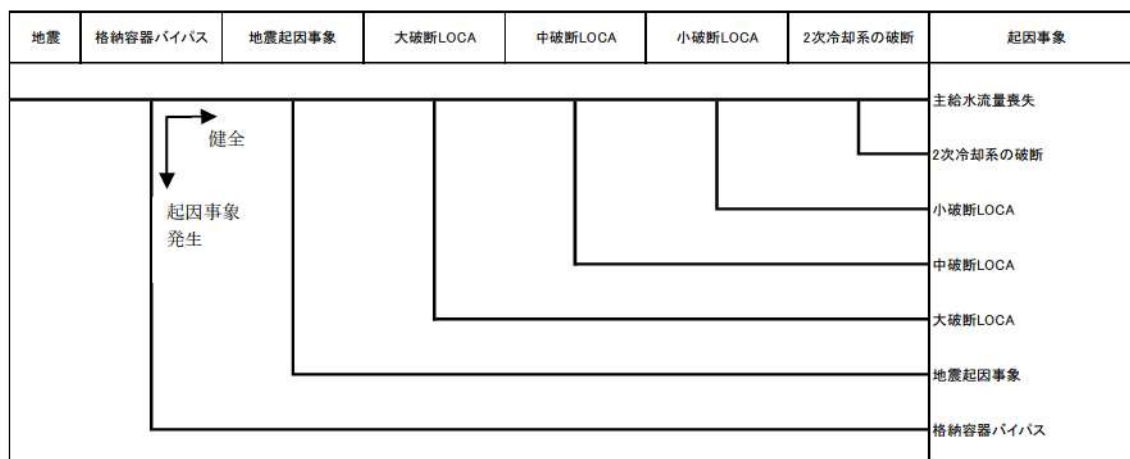 地震 格納容器バイパス 地震起因事象 大破断LOCA 中破断LOCA 小破断LOCA 2次冷却系の破断 起因事象
主給水流量喪失
健全
2次冷却系の破断
起因事象
発生
小破断LOCA
中破断LOCA
大破断LOCA
地震起因事象
格納容器バイパス